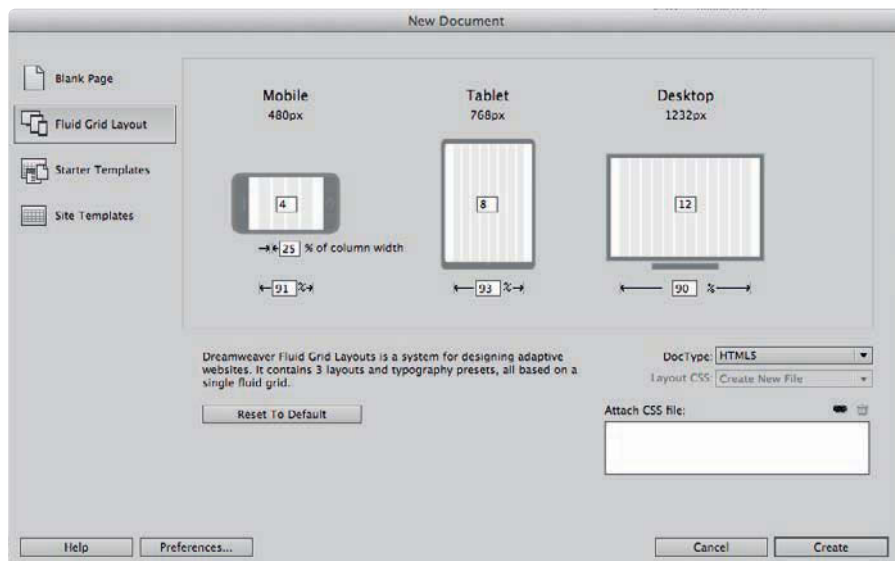 New Document
Blank Page
Fluid Grid Layout
Starter Templates
Site Templates
Mobile
480px
Tablet
768px
Desktop
1232px
4
8
12
25 % of column width
91 %
93 %
90 %
Dreamweaver Fluid Grid Layouts is a system for designing adaptive
websites. It contains 3 layouts and typography presets, all based on a
single fluid grid.
Reset To Default
DocType: HTML5
Layout CSS: Create New File
Attach CSS file:
Help
Preferences...
Cancel
Create